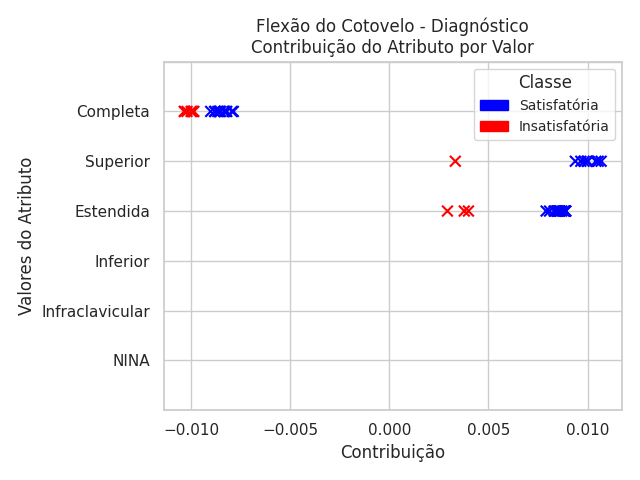 Flexão do Cotovelo - Diagnóstico
Contribuição do Atributo por Valor
Classe
Satisfatória
Insatisfatória
Valores do Atributo
Completa
Superior
Estendida
Inferior
Infraclavicular
NINA
−0.010 −0.005 0.000 0.005 0.010
Contribuição